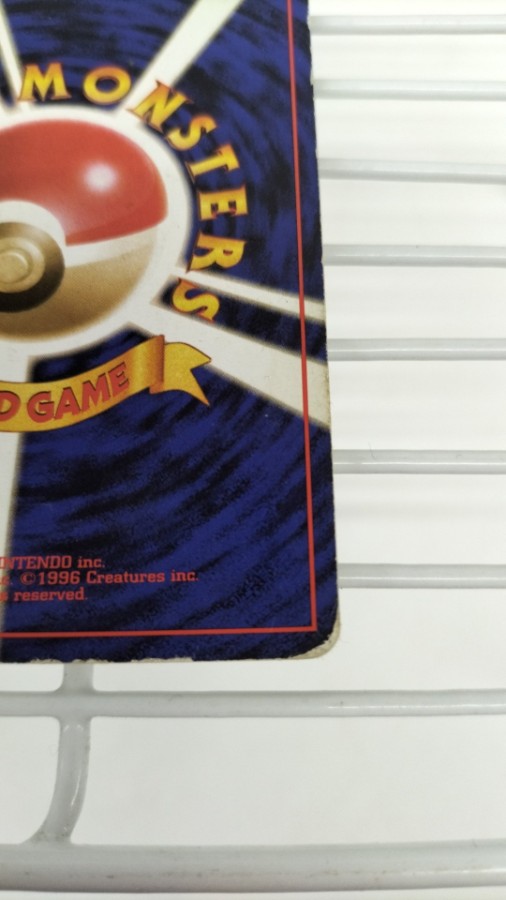 MONSTERS
D GAME
NTENDO inc.
©1996 Creatures inc.
reserved.